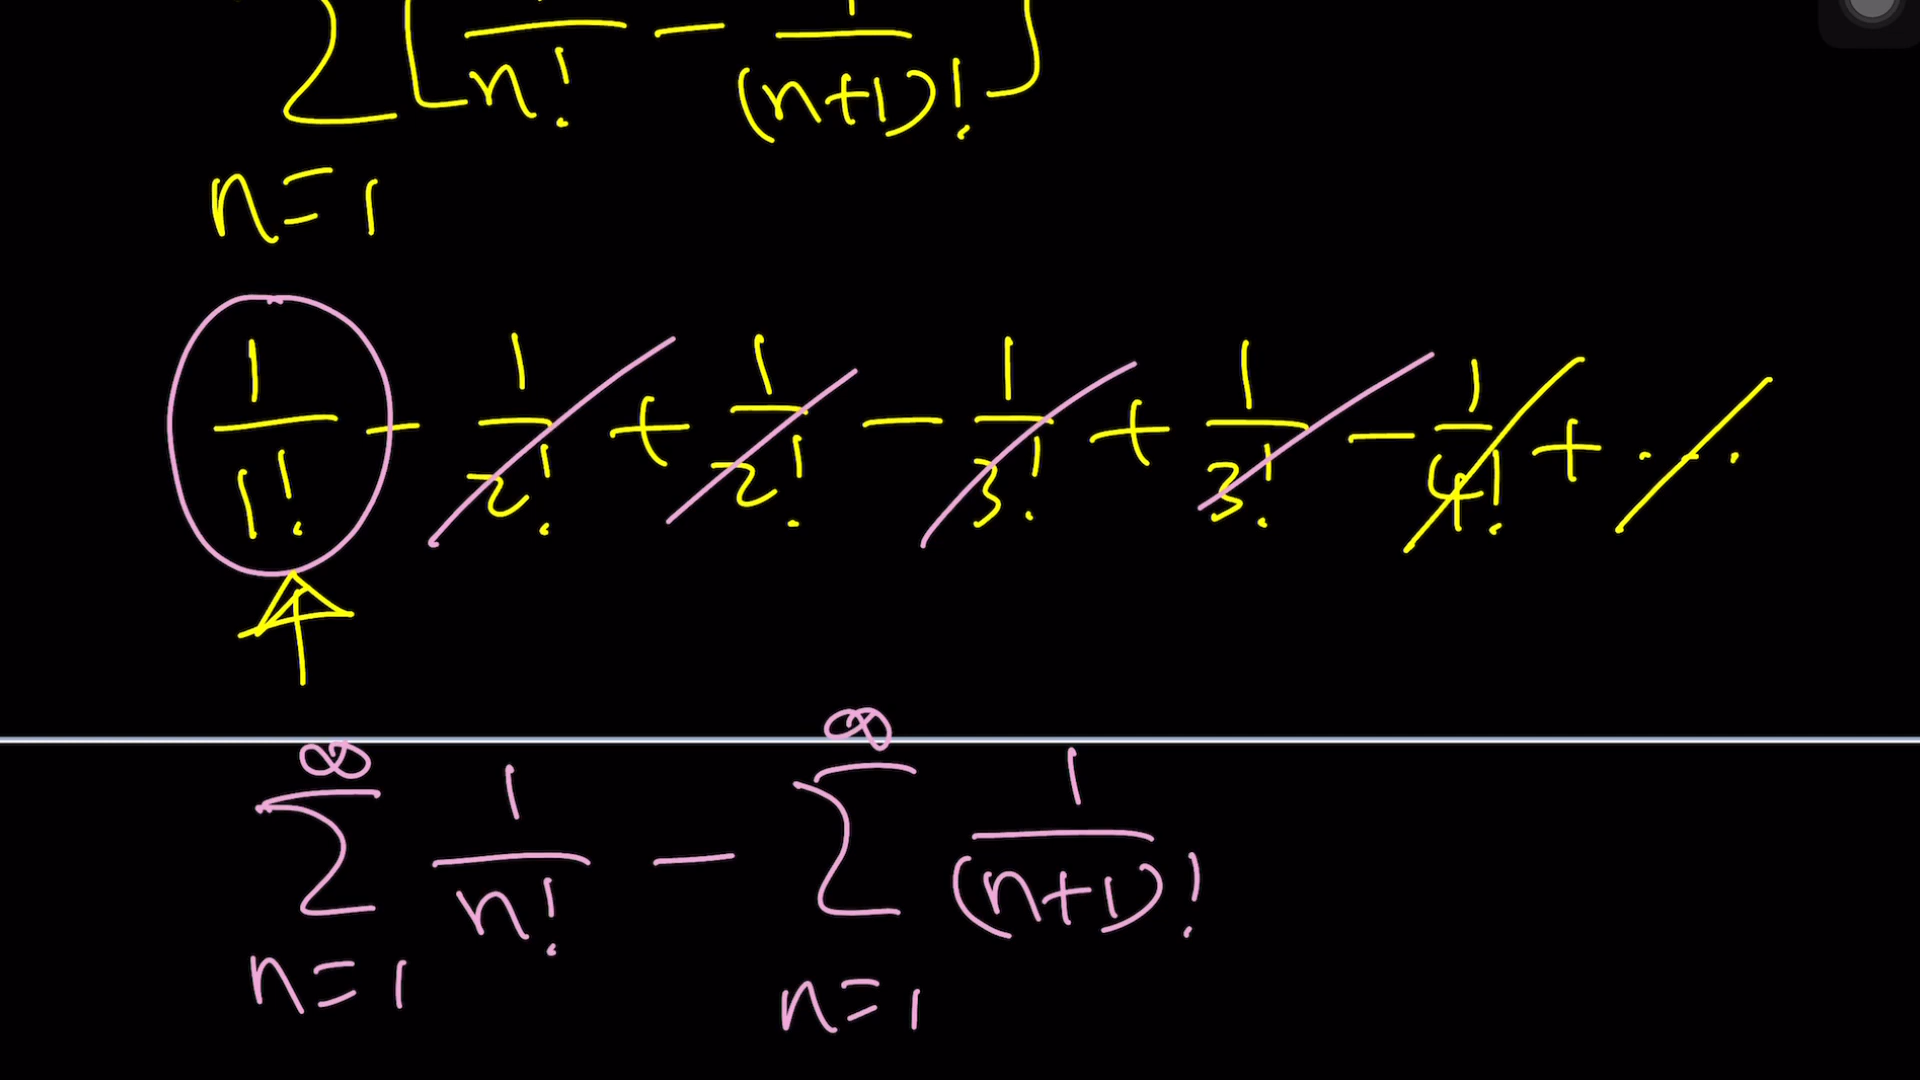 ∑ [ 1/n! − 1/(n+1)! ]
n=1
1/1! − 1/2! + 1/2! − 1/3! + 1/3! − 1/4! + ...
∞ ∞
∑ 1/n! − ∑ 1/(n+1)!
n=1 n=1